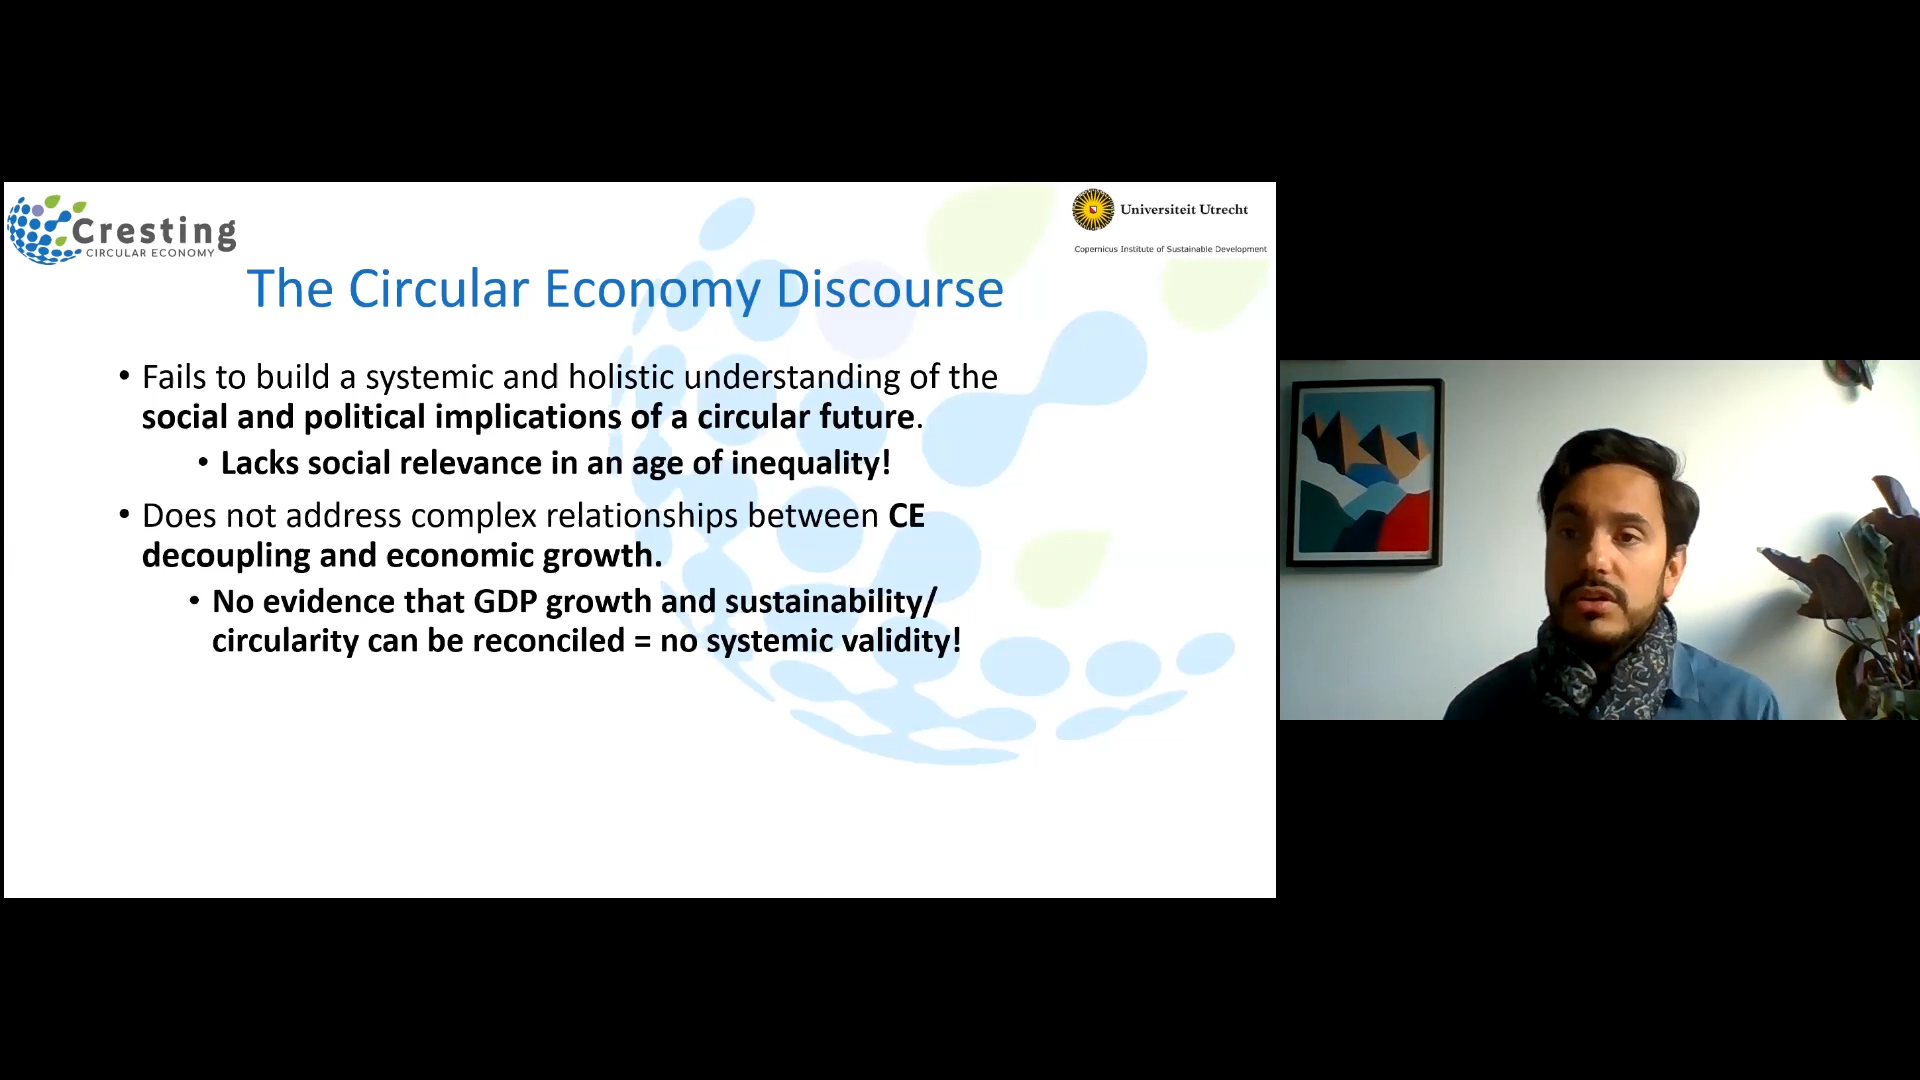 Cresting
CIRCULAR ECONOMY
Universiteit Utrecht
Copernicus Institute of Sustainable Development
The Circular Economy Discourse
• Fails to build a systemic and holistic understanding of the
social and political implications of a circular future.
• Lacks social relevance in an age of inequality!
• Does not address complex relationships between CE
decoupling and economic growth.
• No evidence that GDP growth and sustainability/
circularity can be reconciled = no systemic validity!